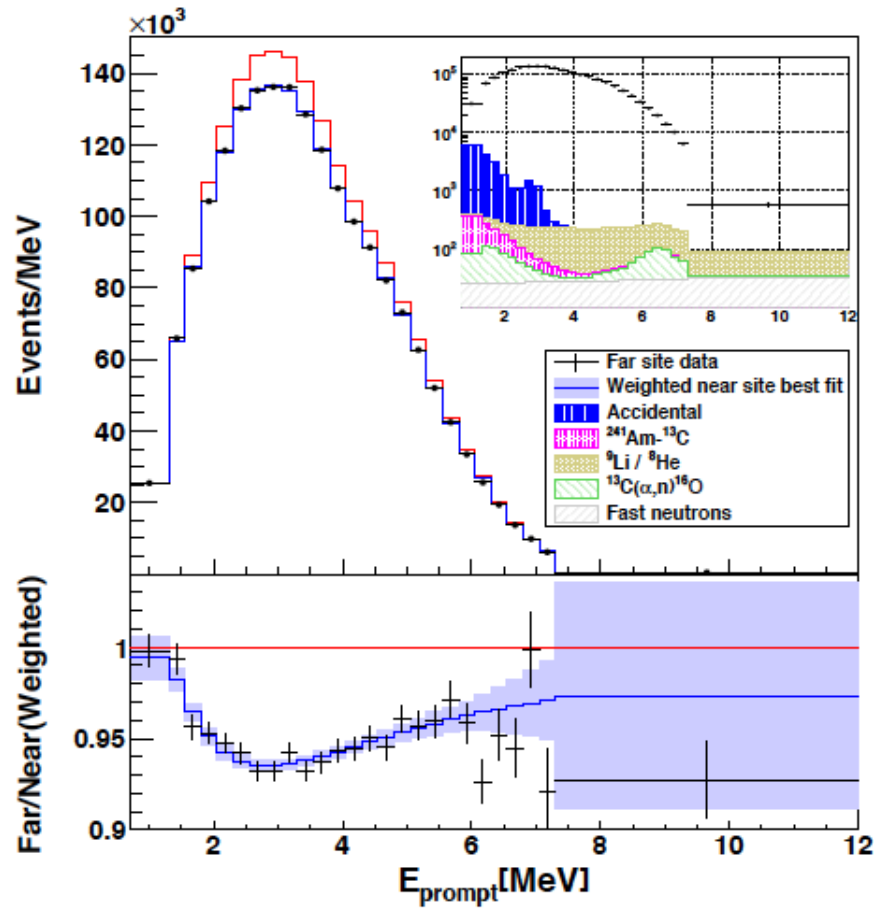 ×10³
140
120
100
80
60
40
20
Events/MeV
10⁵
10⁴
10³
10²
2 4 6 8 10 12
Far site data
Weighted near site best fit
Accidental
²⁴¹Am-¹³C
⁹Li / ⁸He
¹³C(α,n)¹⁶O
Fast neutrons
1
0.95
0.9
Far/Near(Weighted)
2 4 6 8 10 12
E_prompt[MeV]